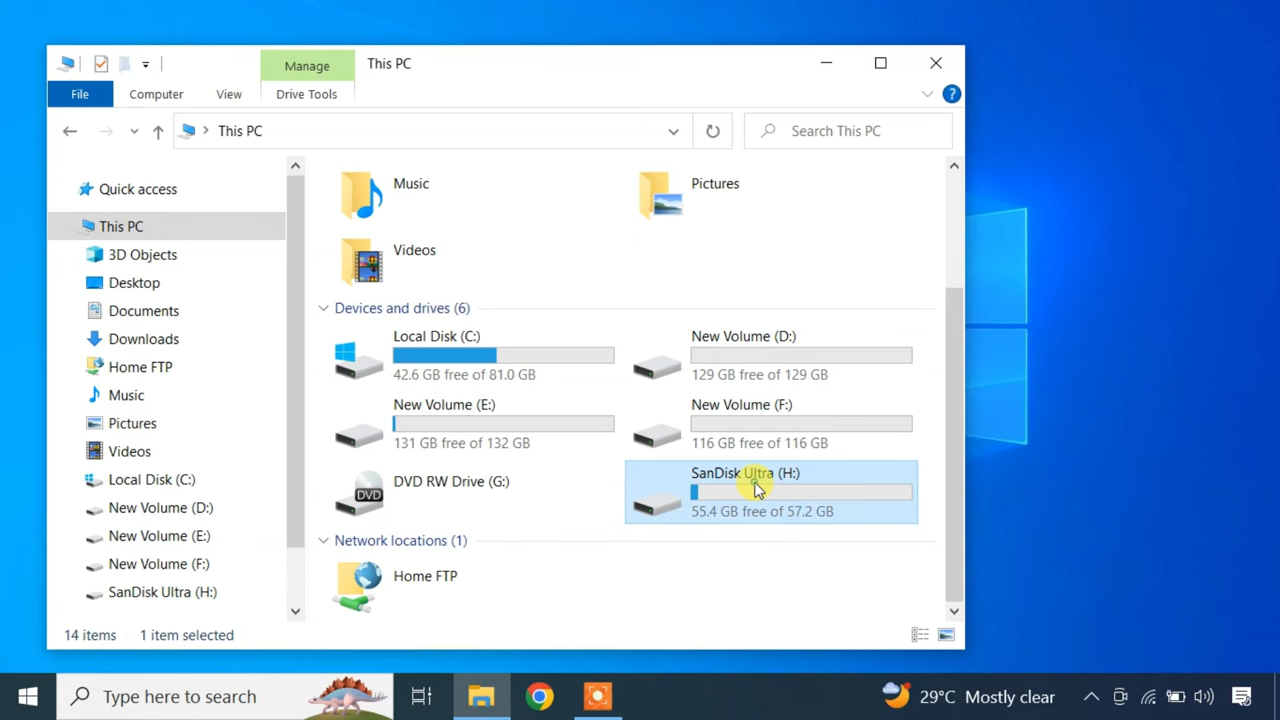 Manage
This PC
File
Computer
View
Drive Tools
?
This PC
Search This PC
Quick access
This PC
3D Objects
Desktop
Documents
Downloads
Home FTP
Music
Pictures
Videos
Local Disk (C:)
New Volume (D:)
New Volume (E:)
New Volume (F:)
SanDisk Ultra (H:)
Music
Pictures
Videos
Devices and drives (6)
Local Disk (C:)
42.6 GB free of 81.0 GB
New Volume (D:)
129 GB free of 129 GB
New Volume (E:)
131 GB free of 132 GB
New Volume (F:)
116 GB free of 116 GB
DVD
DVD RW Drive (G:)
SanDisk Ultra (H:)
55.4 GB free of 57.2 GB
Network locations (1)
Home FTP
14 items
1 item selected
Type here to search
29°C Mostly clear